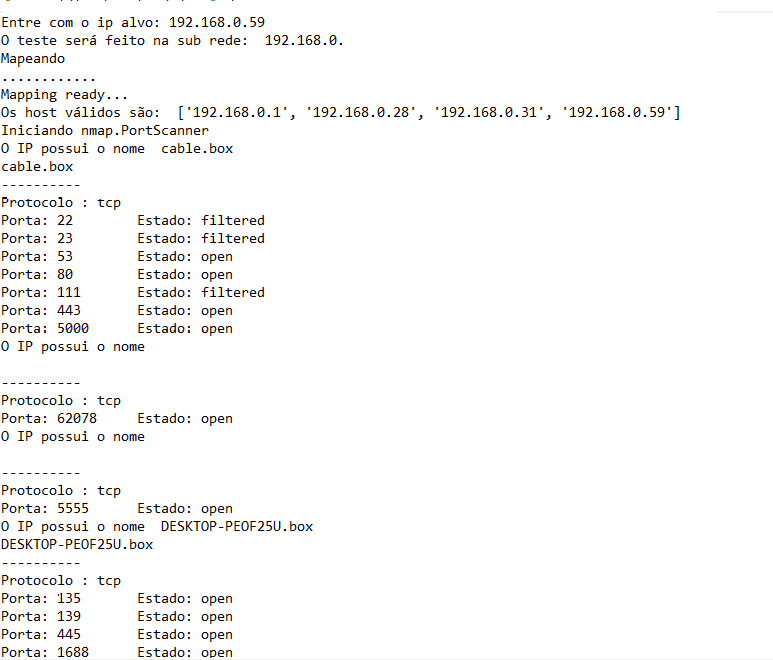 Entre com o ip alvo: 192.168.0.59
O teste será feito na sub rede:  192.168.0.
Mapeando
............
Mapping ready...
Os host válidos são:  ['192.168.0.1', '192.168.0.28', '192.168.0.31', '192.168.0.59']
Iniciando nmap.PortScanner
O IP possui o nome  cable.box
cable.box
----------
Protocolo : tcp
Porta: 22        Estado: filtered
Porta: 23        Estado: filtered
Porta: 53        Estado: open
Porta: 80        Estado: open
Porta: 111       Estado: filtered
Porta: 443       Estado: open
Porta: 5000      Estado: open
O IP possui o nome
----------
Protocolo : tcp
Porta: 62078     Estado: open
O IP possui o nome
----------
Protocolo : tcp
Porta: 5555      Estado: open
O IP possui o nome  DESKTOP-PEOF25U.box
DESKTOP-PEOF25U.box
----------
Protocolo : tcp
Porta: 135       Estado: open
Porta: 139       Estado: open
Porta: 445       Estado: open
Porta: 1688      Estado: open